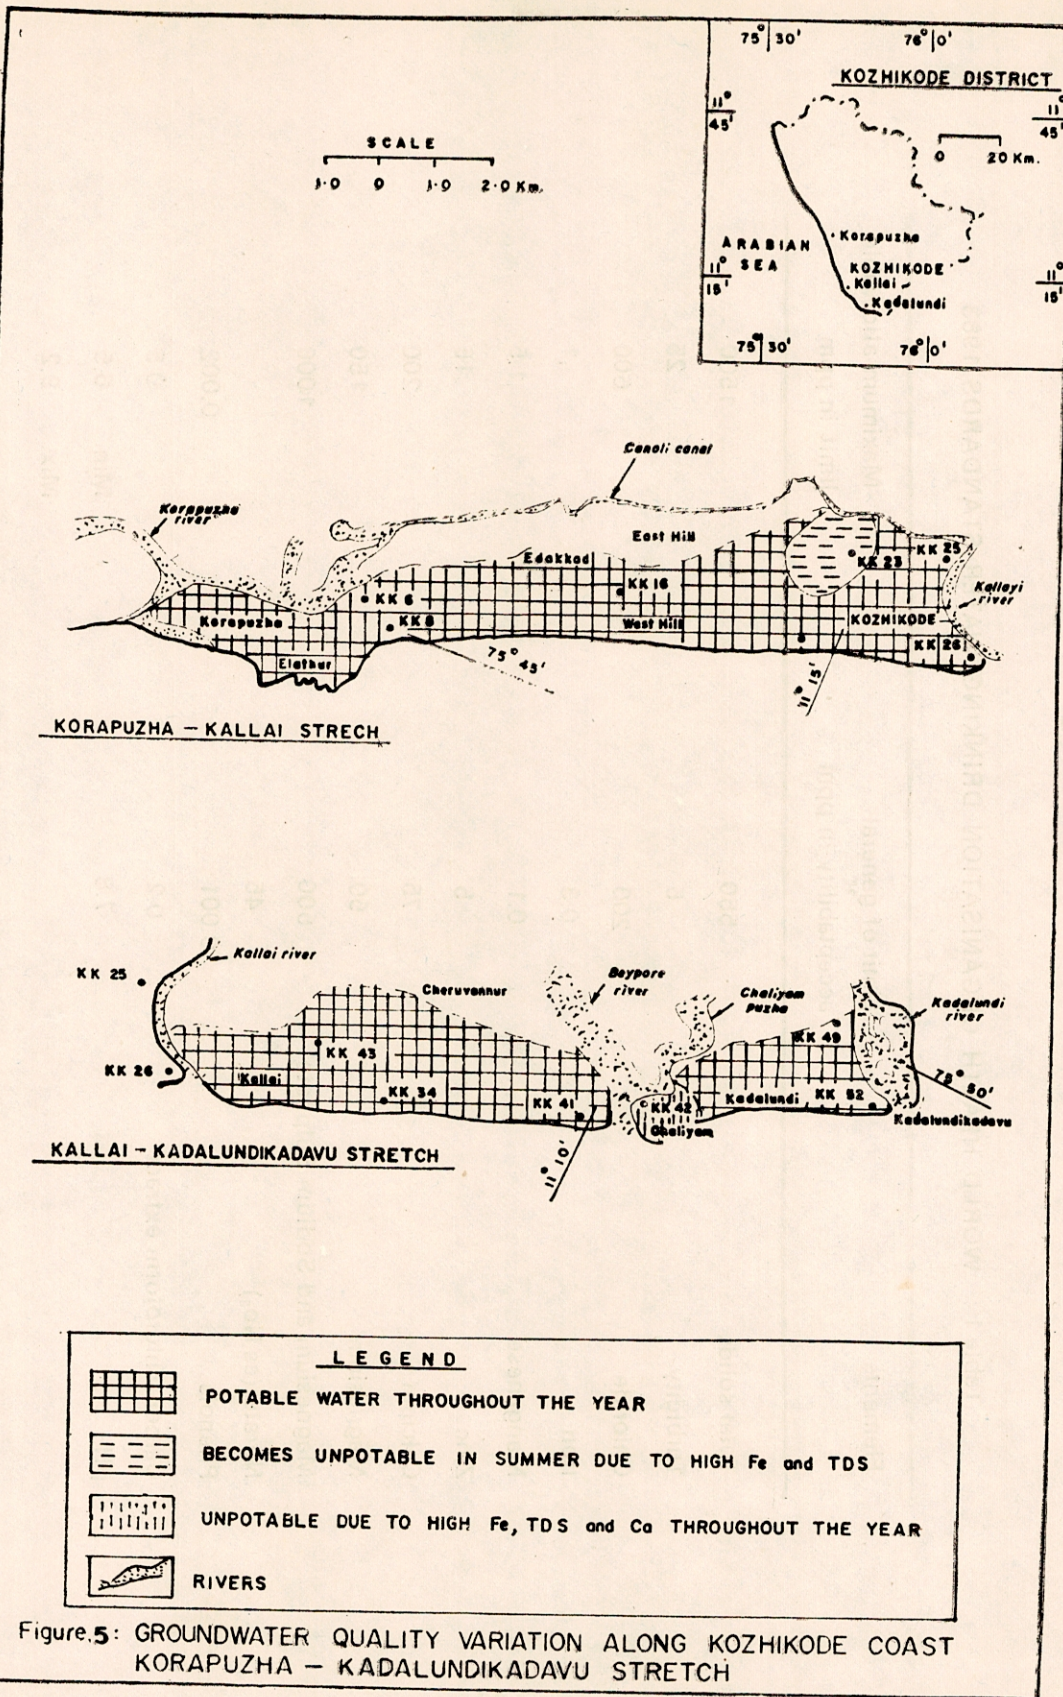 75° 30'
76° 0'
KOZHIKODE DISTRICT
11°
45'
11°
45'
0 20 Km.
ARABIAN
SEA
Korapuzha
KOZHIKODE
Kallai
Kadalundi
11°
15'
11°
15'
75° 30'
76° 0'
SCALE
1·0 0 1·0 2·0 Km.
Canoli canal
Korapuzha
river
East Hill
Edakkad
KK 25
KK 23
KK 16
KK 6
Kallayi
river
Korapuzha
KK 8
West Hill
KOZHIKODE
KK 26
Elathur
75° 45'
11° 15'
KORAPUZHA – KALLAI STRECH
Kallai river
KK 25
Cheruvannur
Beypore
river
Chaliyam
puzha
Kadalundi
river
KK 49
KK 43
KK 26
Kallai
KK 34
KK 41
KK 42
Chaliyam
Kadalundi
KK 52
75° 50'
Kadalundikadavu
11° 10'
KALLAI – KADALUNDIKADAVU STRETCH
LEGEND
POTABLE WATER THROUGHOUT THE YEAR
BECOMES UNPOTABLE IN SUMMER DUE TO HIGH Fe and TDS
UNPOTABLE DUE TO HIGH Fe, TDS and Ca THROUGHOUT THE YEAR
RIVERS
Figure.5: GROUNDWATER QUALITY VARIATION ALONG KOZHIKODE COAST
KORAPUZHA – KADALUNDIKADAVU STRETCH